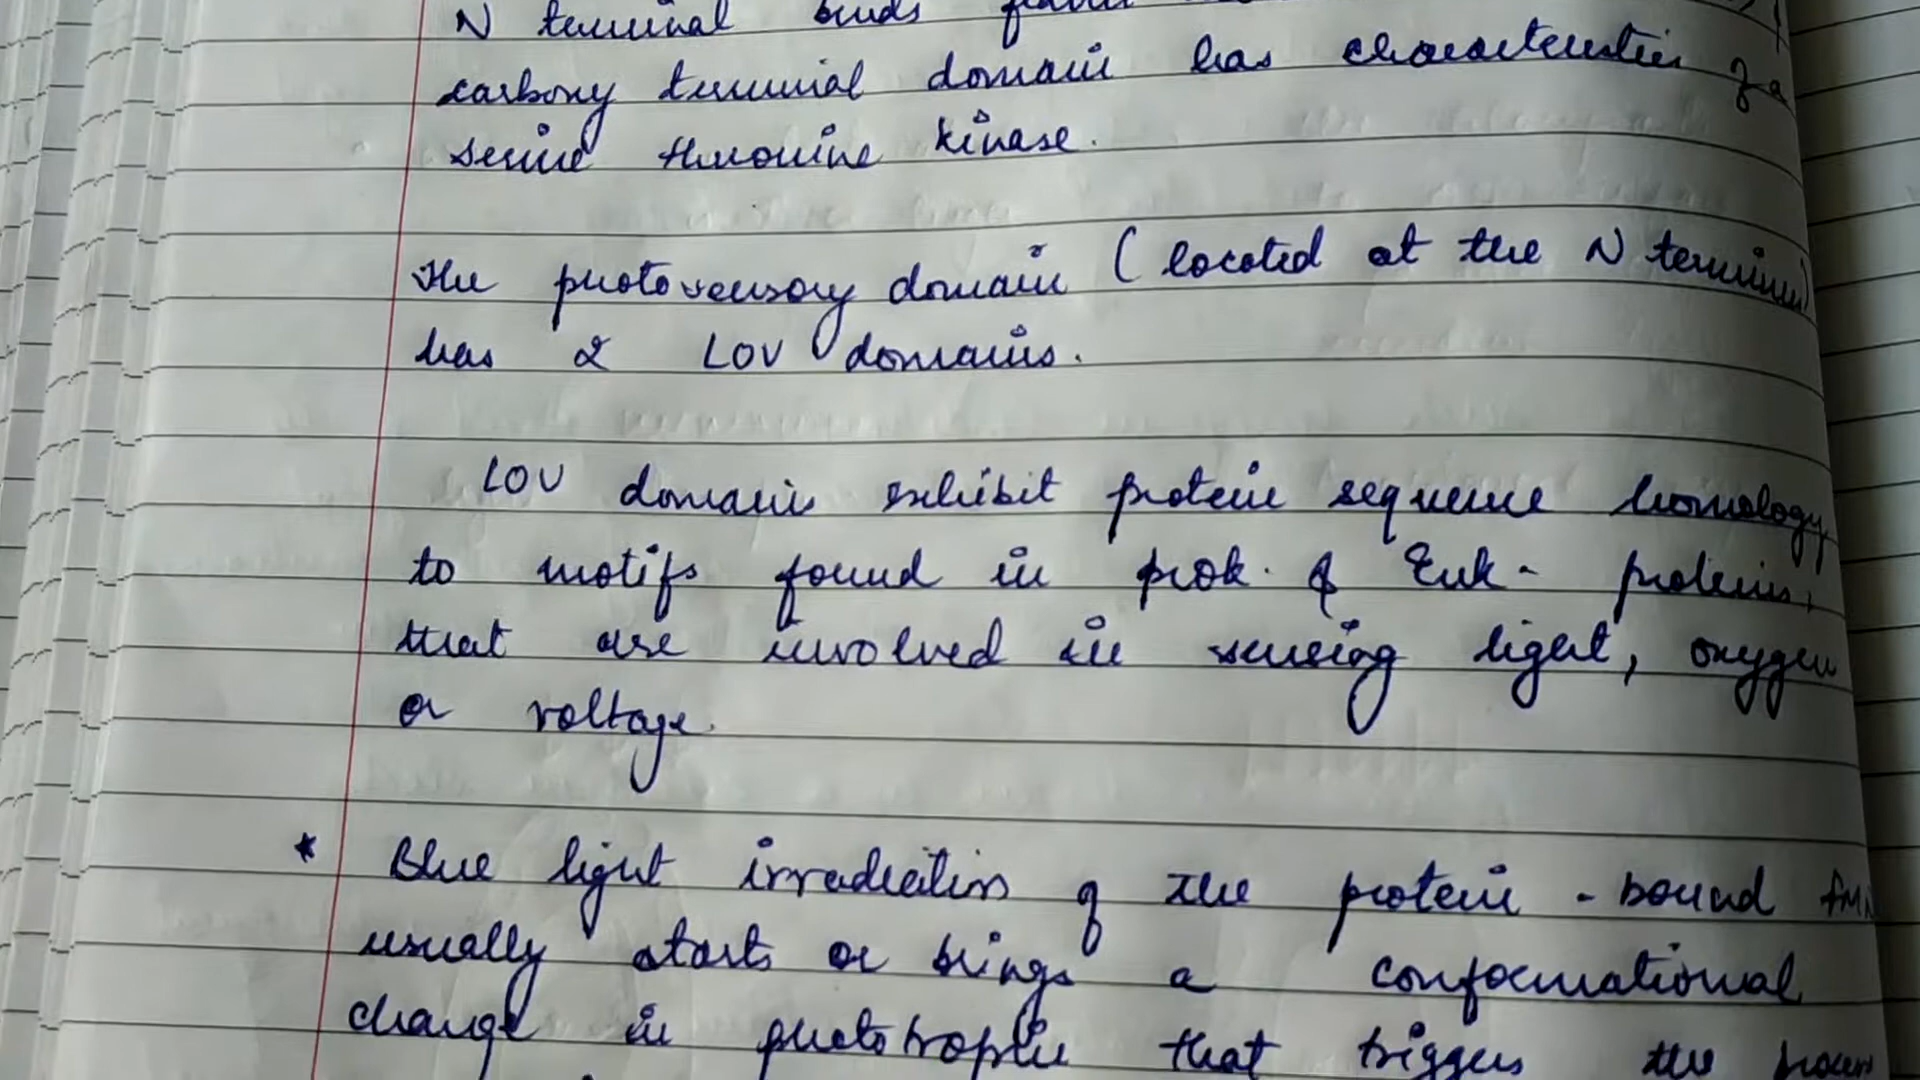 N terminal binds
carboxy terminal domain has characteristics of a
serine threonine kinase.
The photosensory domain (located at the N terminus)
has 2 LOV domains.
LOV domains exhibit protein sequence homology
to motifs found in prok. & Euk. proteins,
that are involved in sensing light, oxygen
or voltage.
* Blue light irradiation of the protein-bound FMN
usually starts or brings a conformational
change in phototropin that triggers the